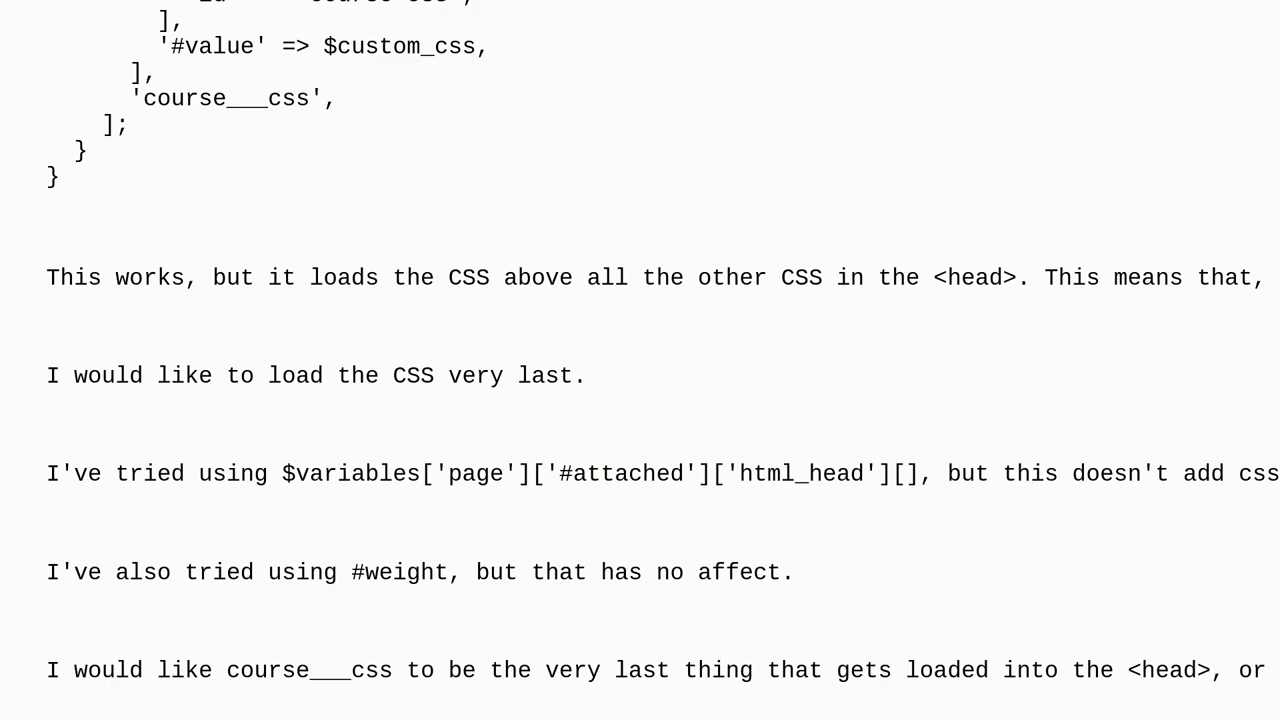 ],
'#value' => $custom_css,
],
'course___css',
];
}
}
This works, but it loads the CSS above all the other CSS in the <head>. This means that,
I would like to load the CSS very last.
I've tried using $variables['page']['#attached']['html_head'][], but this doesn't add css
I've also tried using #weight, but that has no affect.
I would like course___css to be the very last thing that gets loaded into the <head>, or